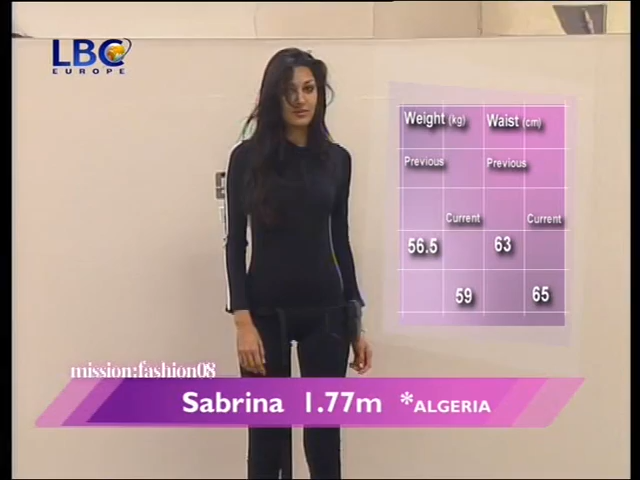 LBC
EUROPE
Weight (kg) Waist (cm)
Previous Previous
Current Current
56.5 63
59 65
mission:fashion08
Sabrina 1.77m *ALGERIA